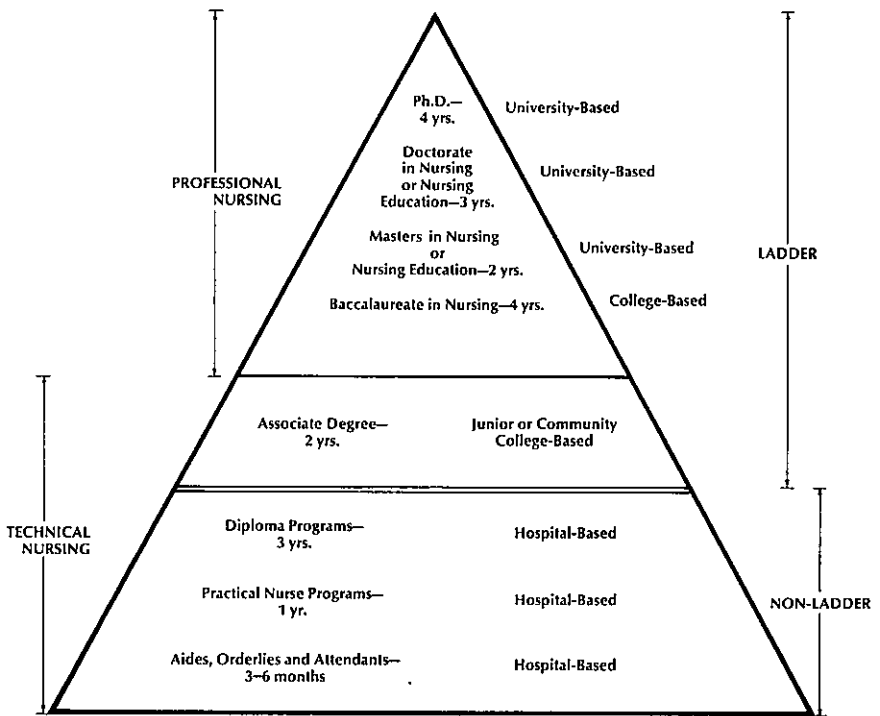 Ph.D.—
4 yrs.
University-Based
Doctorate
in Nursing
or Nursing
Education—3 yrs.
University-Based
PROFESSIONAL
NURSING
Masters in Nursing
or
Nursing Education—2 yrs.
University-Based
LADDER
Baccalaureate in Nursing—4 yrs.
College-Based
Associate Degree—
2 yrs.
Junior or Community
College-Based
TECHNICAL
NURSING
Diploma Programs—
3 yrs.
Hospital-Based
Practical Nurse Programs—
1 yr.
Hospital-Based
NON-LADDER
Aides, Orderlies and Attendants—
3–6 months
Hospital-Based